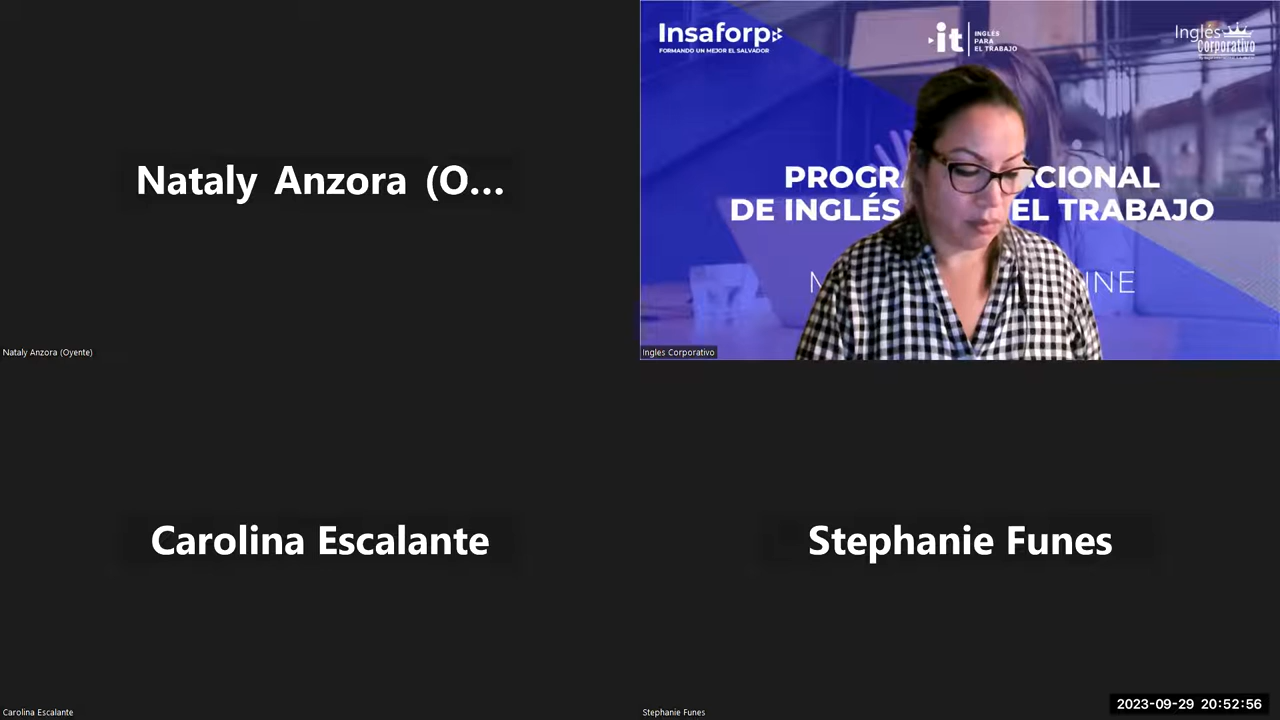 Nataly Anzora (O...
Nataly Anzora (Oyente)
Insaforp
FORMANDO UN MEJOR EL SALVADOR
it
INGLÉS
PARA
EL TRABAJO
Inglés
Corporativo
PROGRA ACIONAL
DE INGLÉS EL TRABAJO
M INE
Ingles Corporativo
Carolina Escalante
Carolina Escalante
Stephanie Funes
Stephanie Funes
2023-09-29 20:52:56